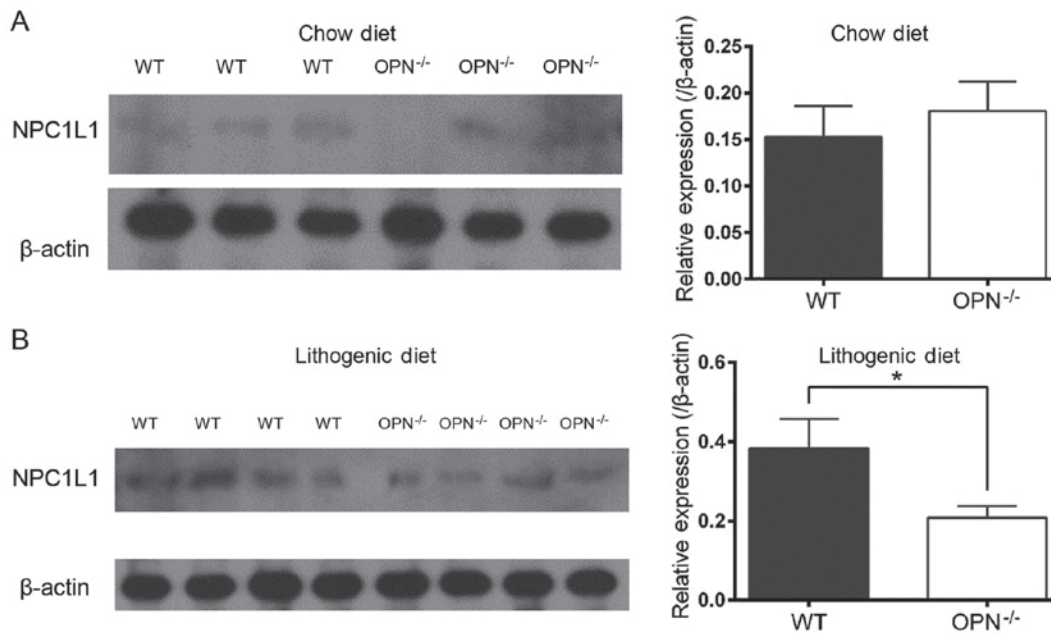 A
Chow diet
WT WT WT OPN⁻/⁻ OPN⁻/⁻ OPN⁻/⁻
NPC1L1
β-actin
Chow diet
Relative expression (/β-actin)
0.25
0.20
0.15
0.10
0.05
0.00
WT OPN⁻/⁻
B
Lithogenic diet
WT WT WT WT OPN⁻/⁻ OPN⁻/⁻ OPN⁻/⁻ OPN⁻/⁻
NPC1L1
β-actin
Lithogenic diet
*
Relative expression (/β-actin)
0.6
0.4
0.2
0.0
WT OPN⁻/⁻